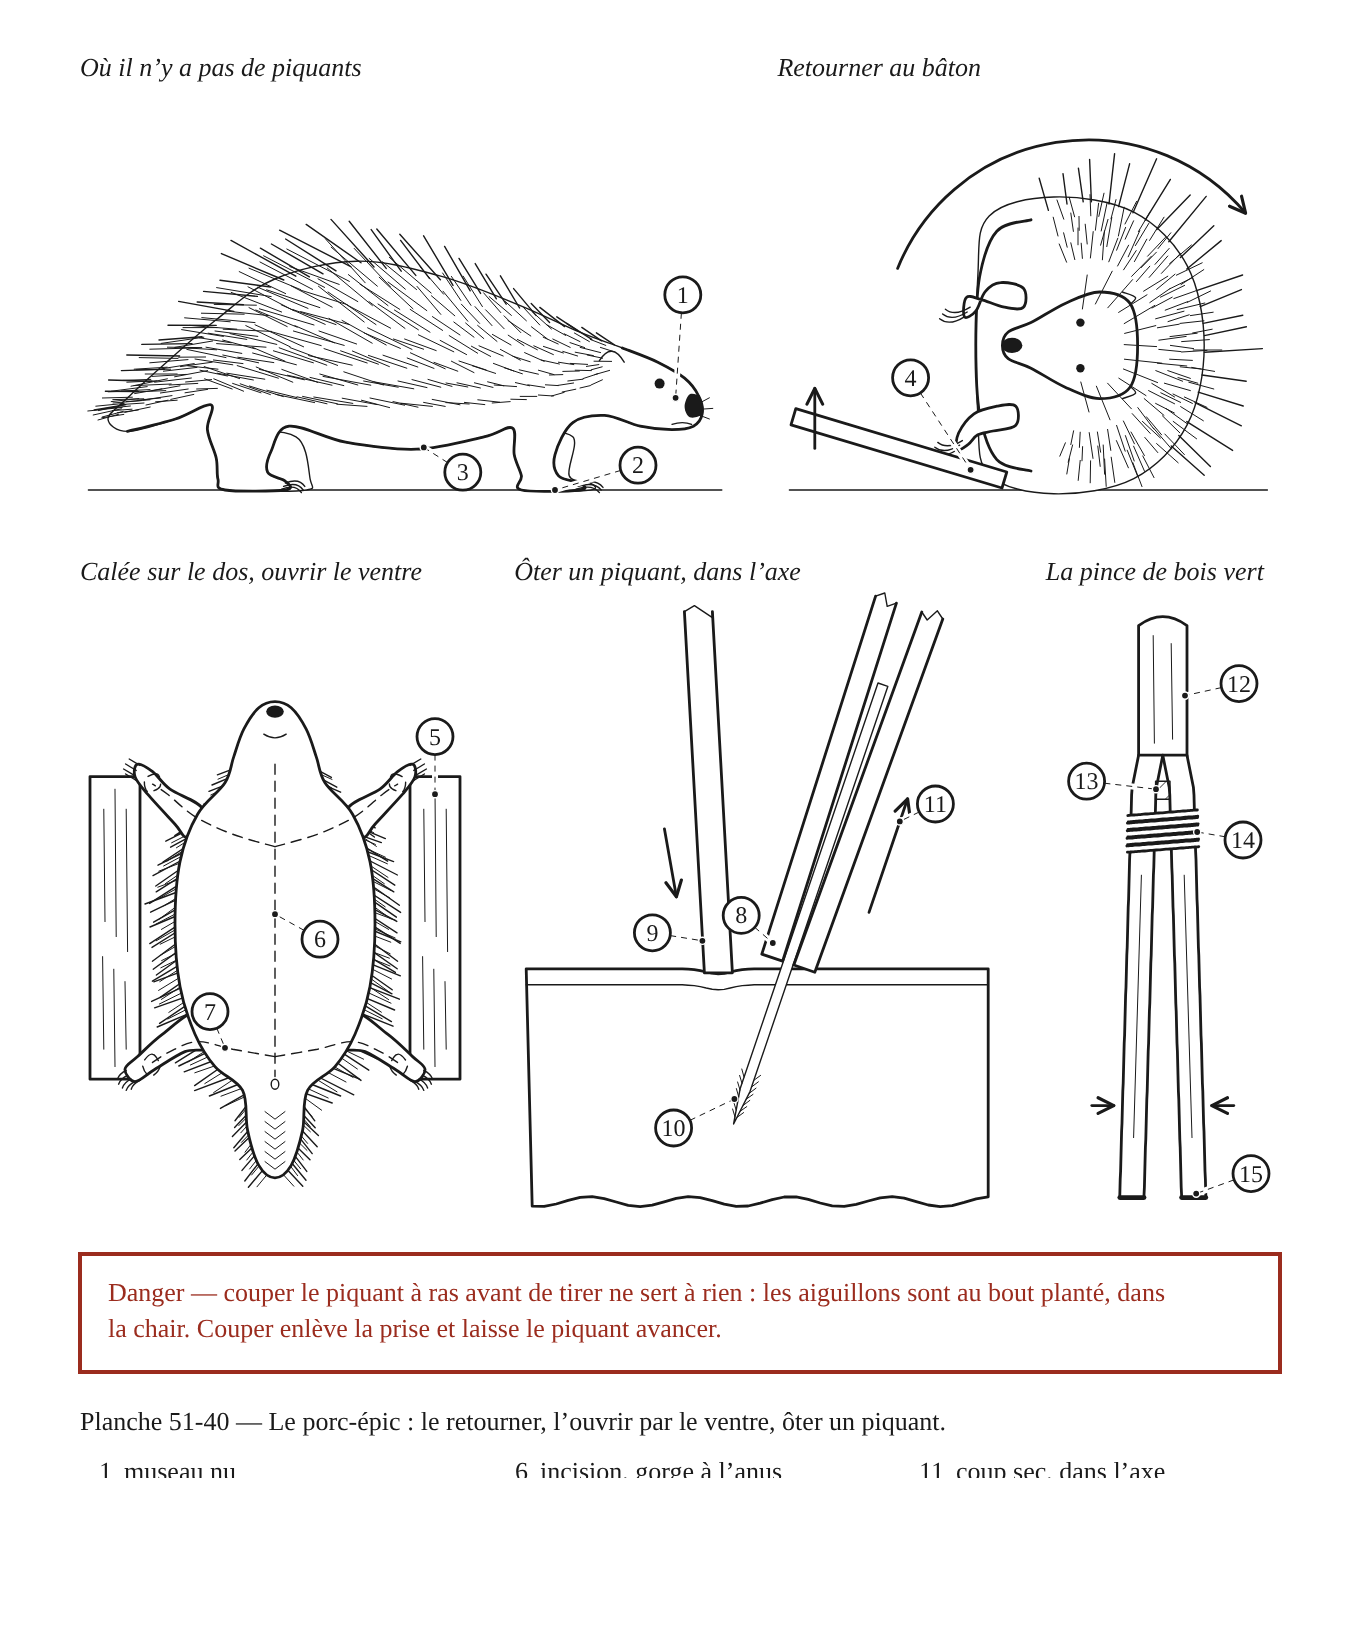 Où il n’y a pas de piquants
Retourner au bâton
1
4
3
2
Calée sur le dos, ouvrir le ventre
Ôter un piquant, dans l’axe
La pince de bois vert
12
5
13
11
14
8
9
6
7
10
15
Danger — couper le piquant à ras avant de tirer ne sert à rien : les aiguillons sont au bout planté, dans
la chair. Couper enlève la prise et laisse le piquant avancer.
Planche 51-40 — Le porc-épic : le retourner, l’ouvrir par le ventre, ôter un piquant.
1 museau nu
6 incision, gorge à l’anus
11 coup sec, dans l’axe